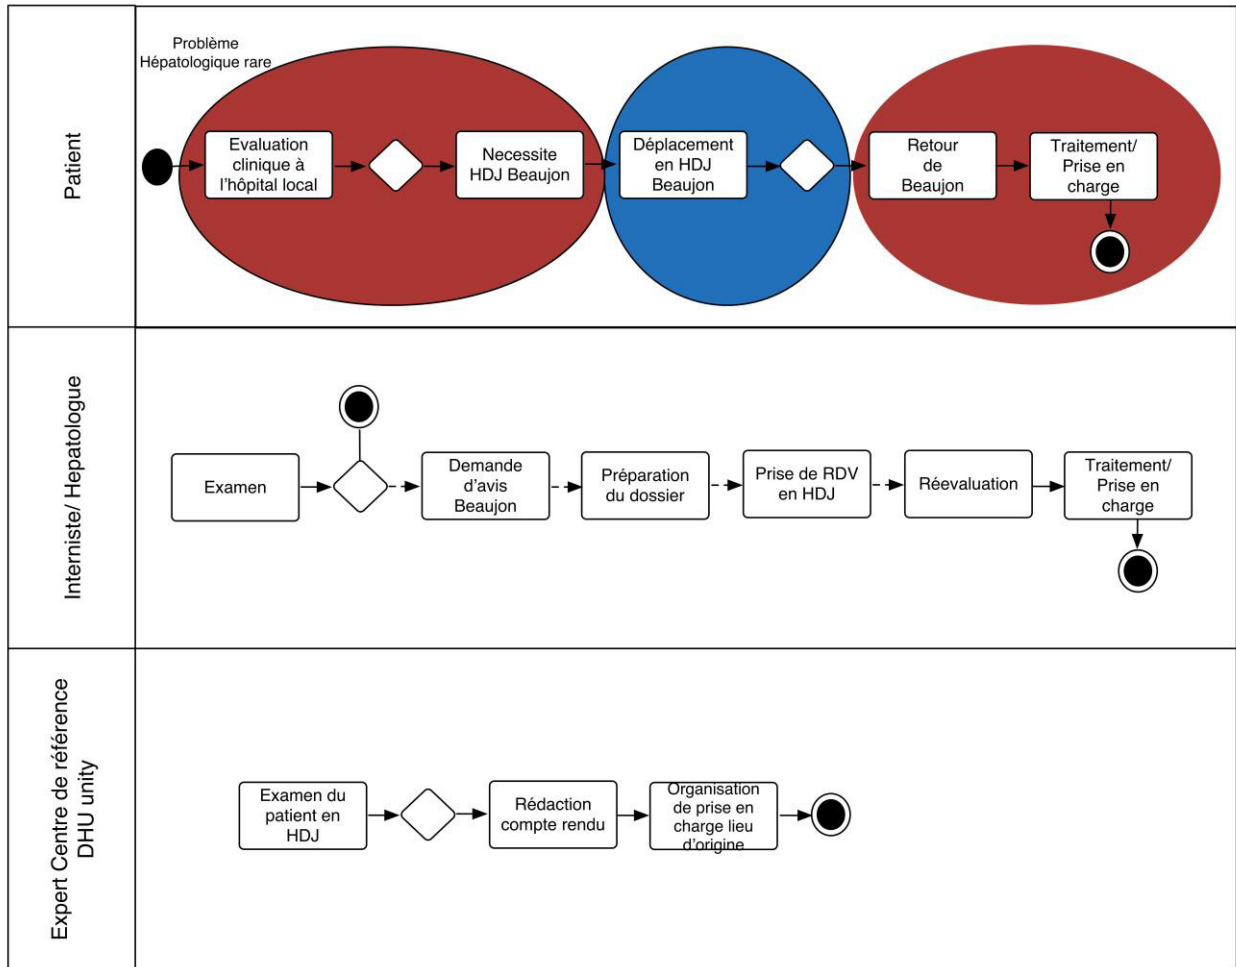 Patient
Problème
Hépatologique rare
Evaluation
clinique à
l'hôpital local
Necessite
HDJ Beaujon
Déplacement
en HDJ
Beaujon
Retour
de
Beaujon
Traitement/
Prise en
charge
Interniste/ Hepatologue
Examen
Demande
d'avis
Beaujon
Préparation
du dossier
Prise de RDV
en HDJ
Réevaluation
Traitement/
Prise en
charge
Expert Centre de référence
DHU unity
Examen du
patient en
HDJ
Rédaction
compte rendu
Organisation
de prise en
charge lieu
d'origine